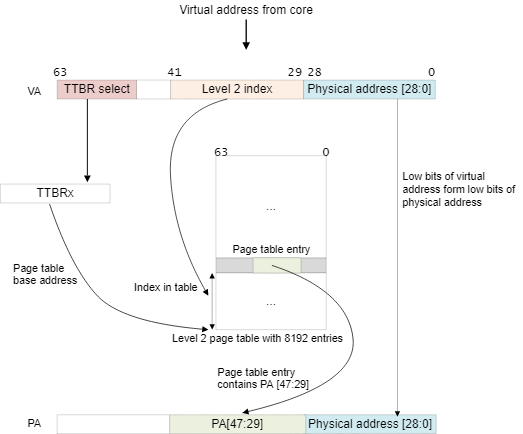 Virtual address from core
63 41 29 28 0
VA TTBR select Level 2 index Physical address [28:0]
63 0
TTBRx
Low bits of virtual
address form low bits of
physical address
...
Page table entry
Page table
base address
Index in table
...
Level 2 page table with 8192 entries
Page table entry
contains PA [47:29]
PA PA[47:29] Physical address [28:0]